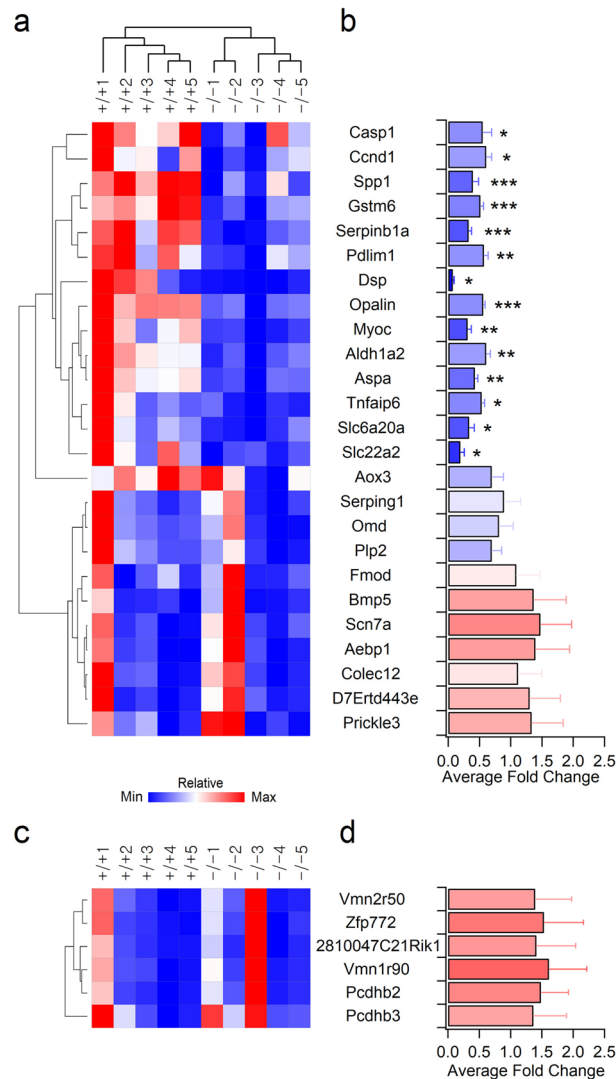 a
b
+/+1 +/+2 +/+3 +/+4 +/+5 -/-1 -/-2 -/-3 -/-4 -/-5
Casp1 *
Ccnd1 *
Spp1 ***
Gstm6 ***
Serpinb1a ***
Pdlim1 **
Dsp *
Opalin ***
Myoc **
Aldh1a2 **
Aspa **
Tnfaip6 *
Slc6a20a *
Slc22a2 *
Aox3
Serping1
Omd
Plp2
Fmod
Bmp5
Scn7a
Aebp1
Colec12
D7Ertd443e
Prickle3
0.0 0.5 1.0 1.5 2.0 2.5
Average Fold Change
Relative
Min Max
c
d
+/+1 +/+2 +/+3 +/+4 +/+5 -/-1 -/-2 -/-3 -/-4 -/-5
Vmn2r50
Zfp772
2810047C21Rik1
Vmn1r90
Pcdhb2
Pcdhb3
0.0 0.5 1.0 1.5 2.0 2.5
Average Fold Change